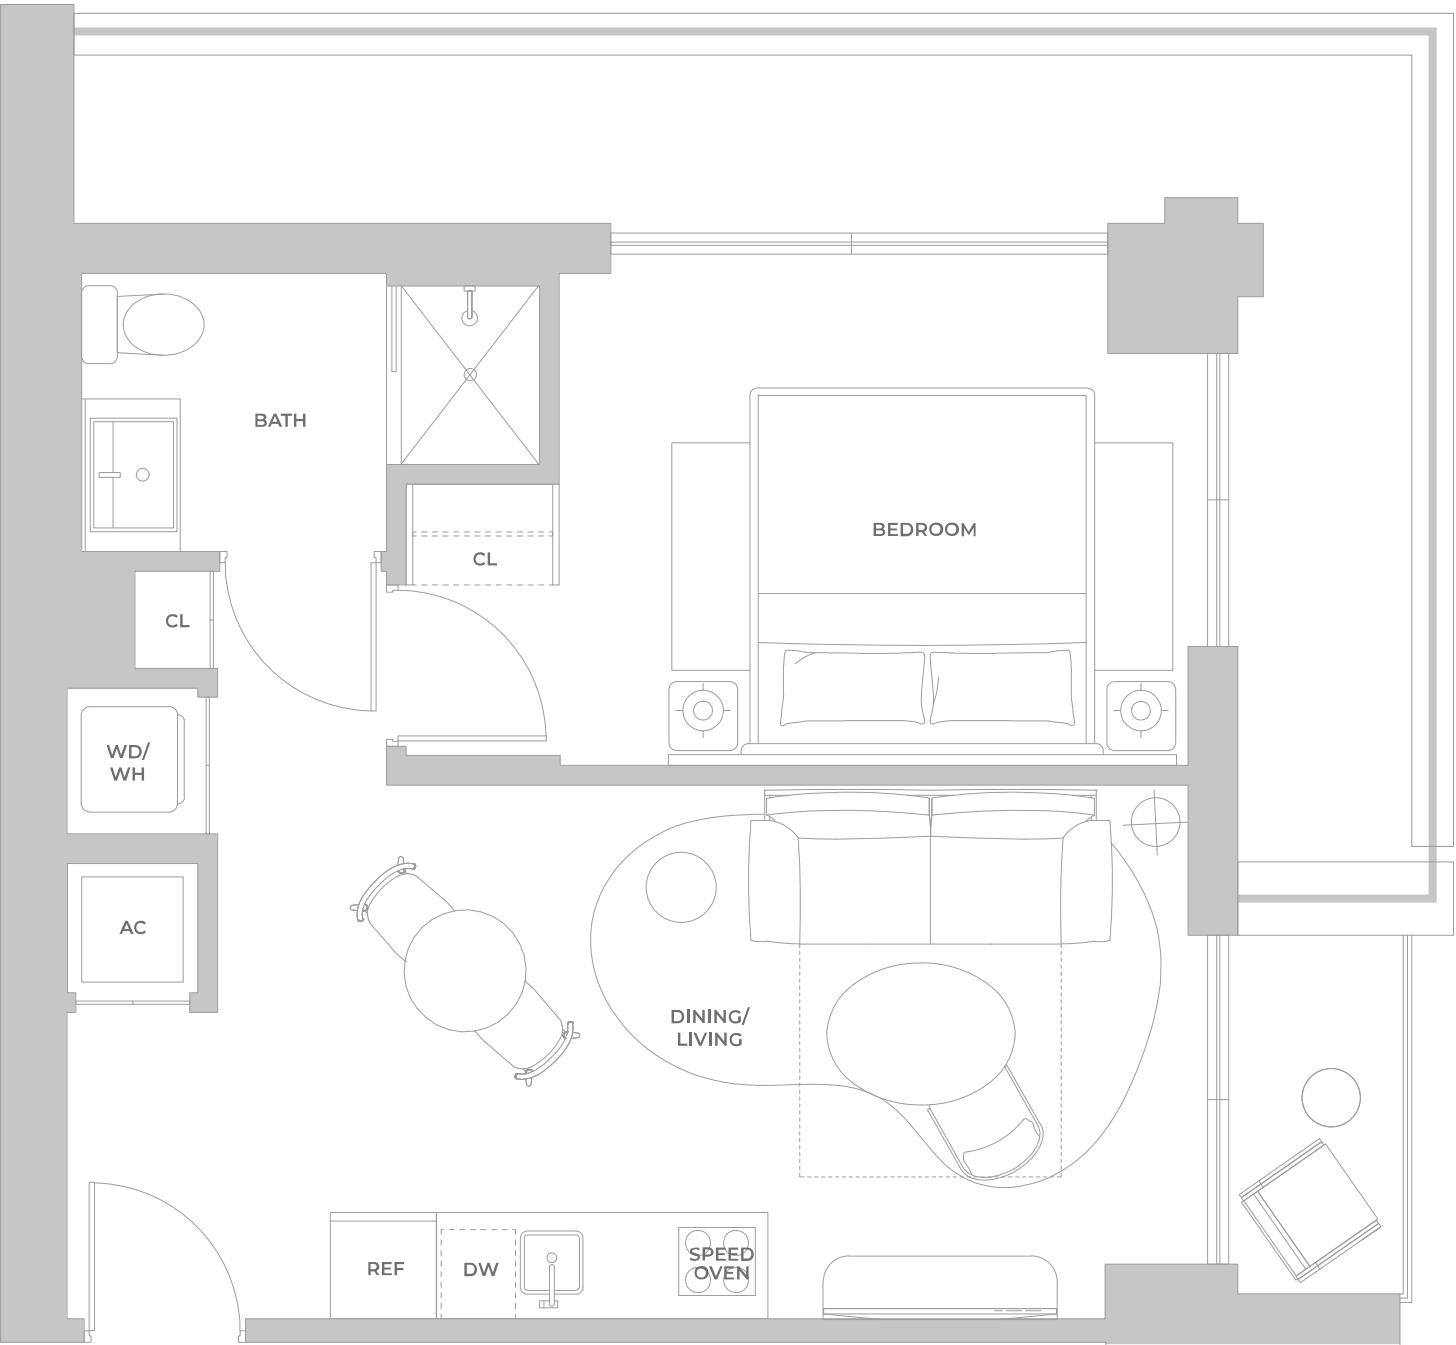 BATH
BEDROOM
CL
CL
WD/
WH
AC
DINING/
LIVING
REF
DW
SPEED
OVEN